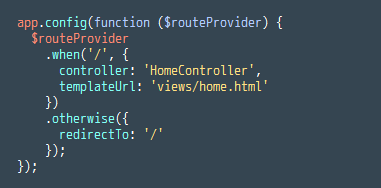 app.config(function ($routeProvider) {
  $routeProvider
    .when('/', {
      controller: 'HomeController',
      templateUrl: 'views/home.html'
    })
    .otherwise({
      redirectTo: '/'
    });
});